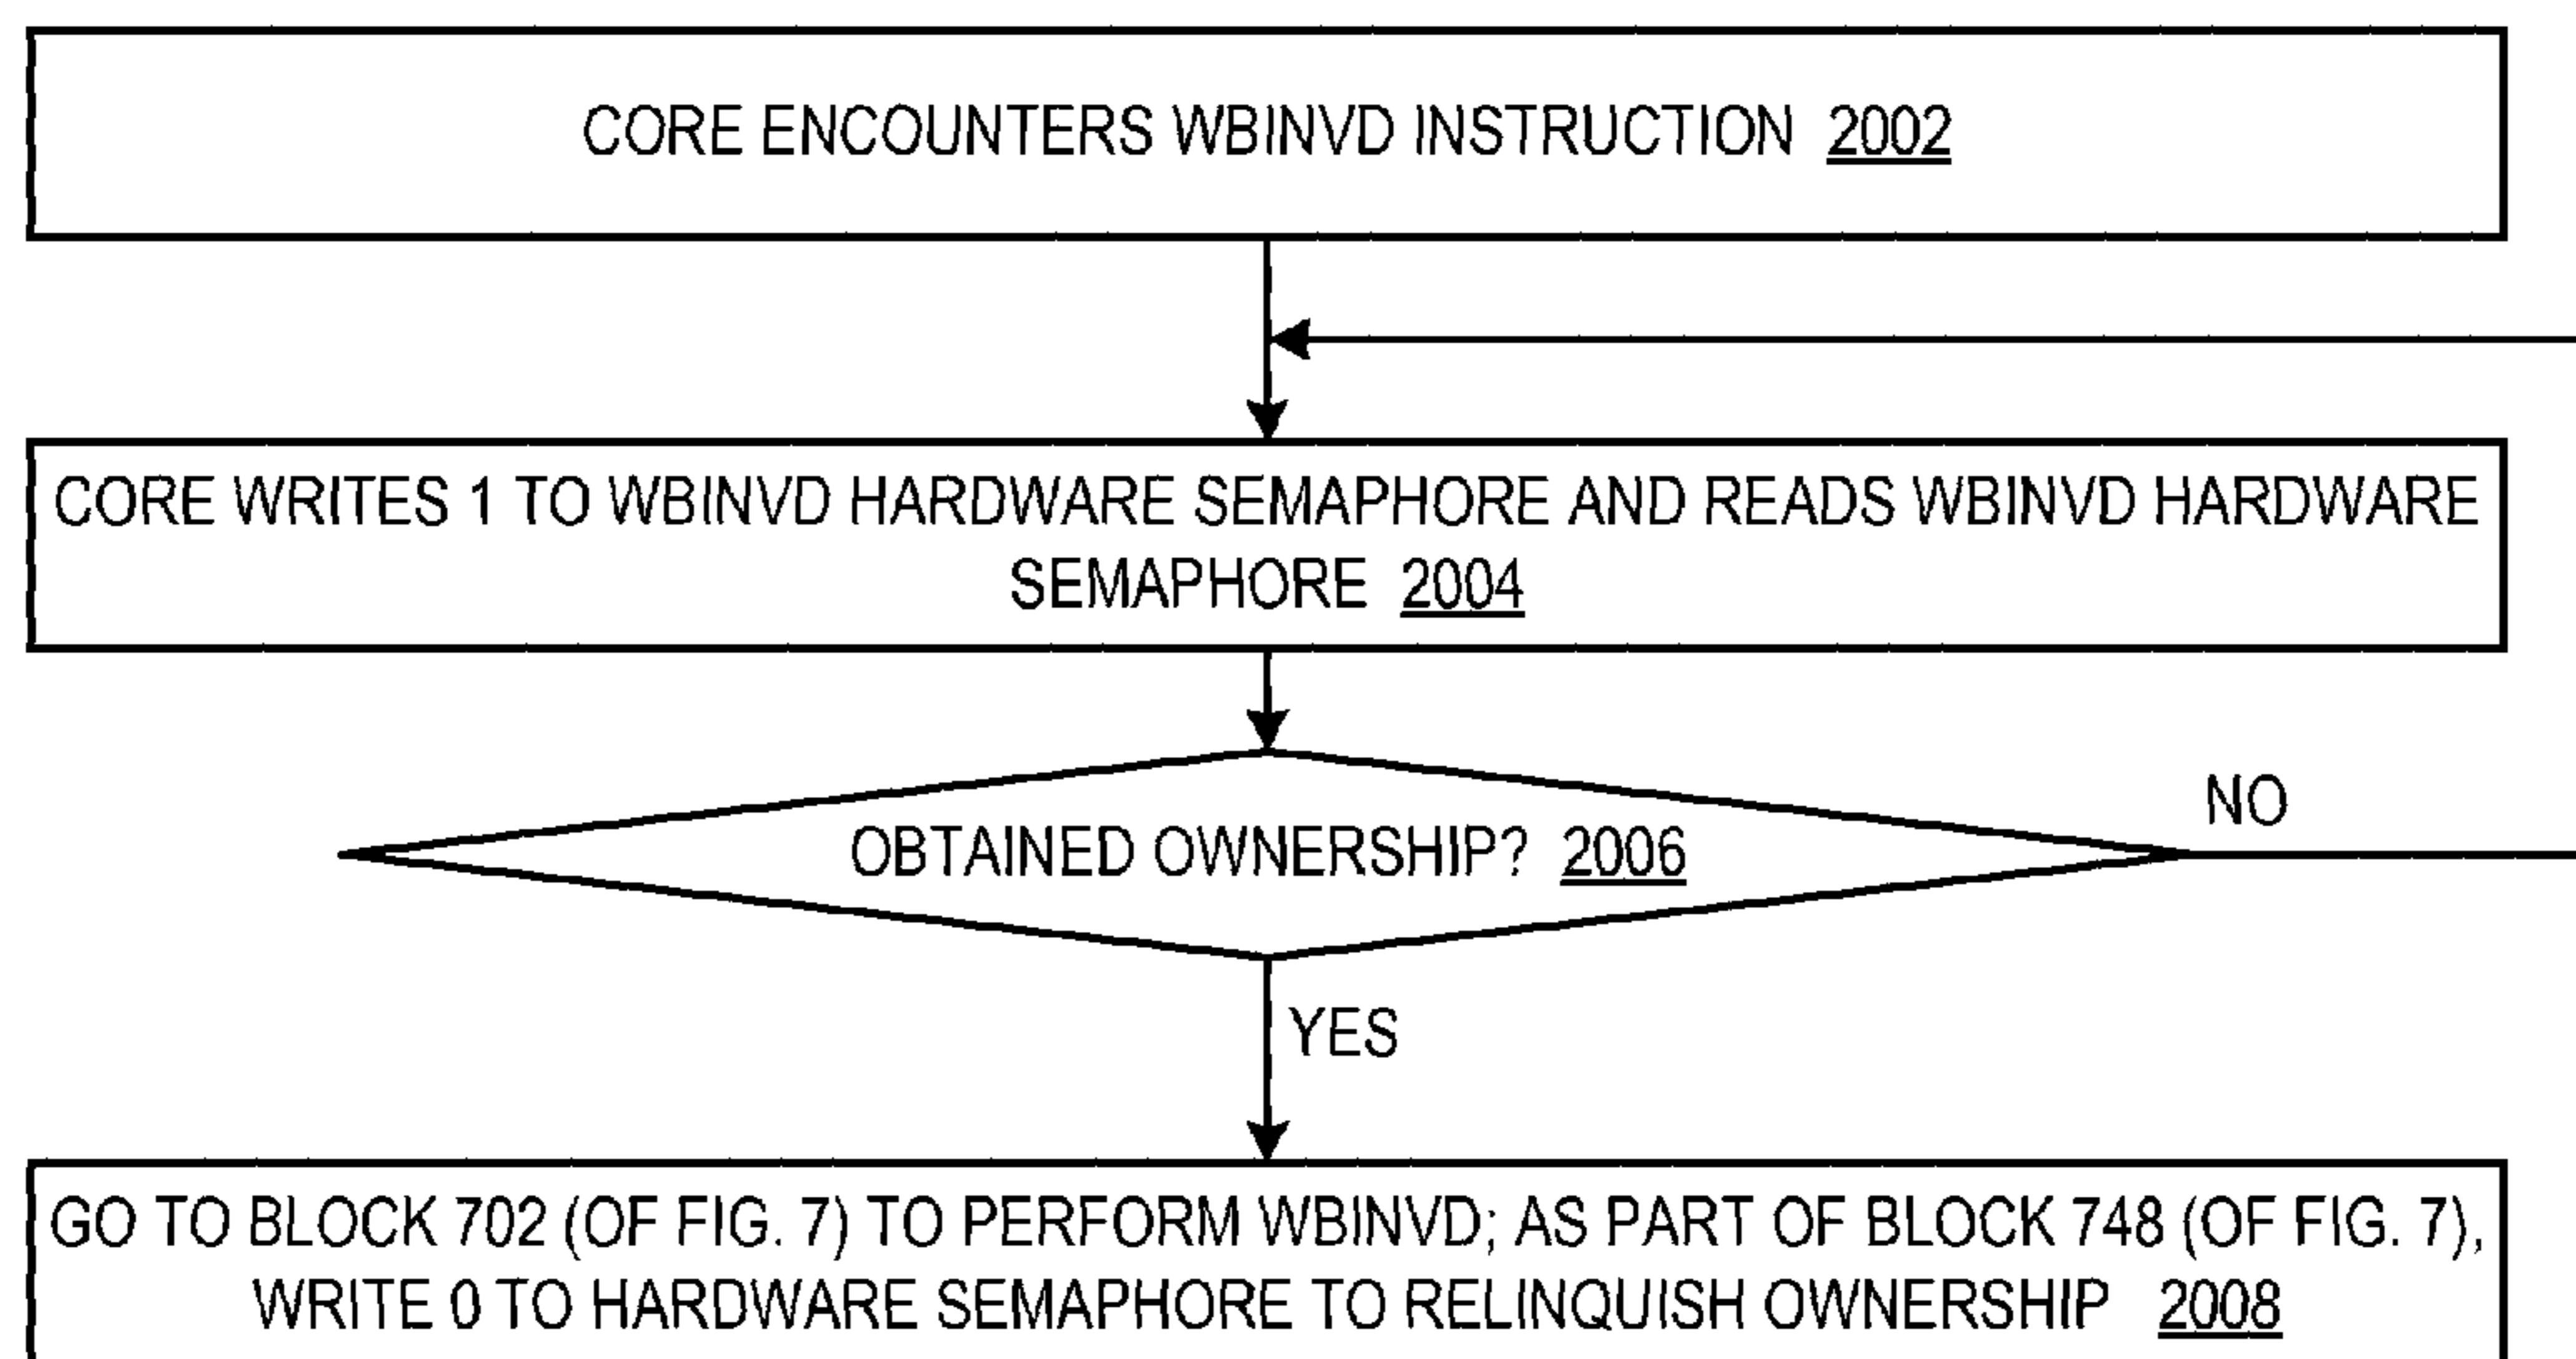 CORE ENCOUNTERS WBINVD INSTRUCTION 2002
CORE WRITES 1 TO WBINVD HARDWARE SEMAPHORE AND READS WBINVD HARDWARE
SEMAPHORE 2004
NO
OBTAINED OWNERSHIP? 2006
YES
GO TO BLOCK 702 (OF FIG. 7) TO PERFORM WBINVD; AS PART OF BLOCK 748 (OF FIG. 7),
WRITE 0 TO HARDWARE SEMAPHORE TO RELINQUISH OWNERSHIP 2008